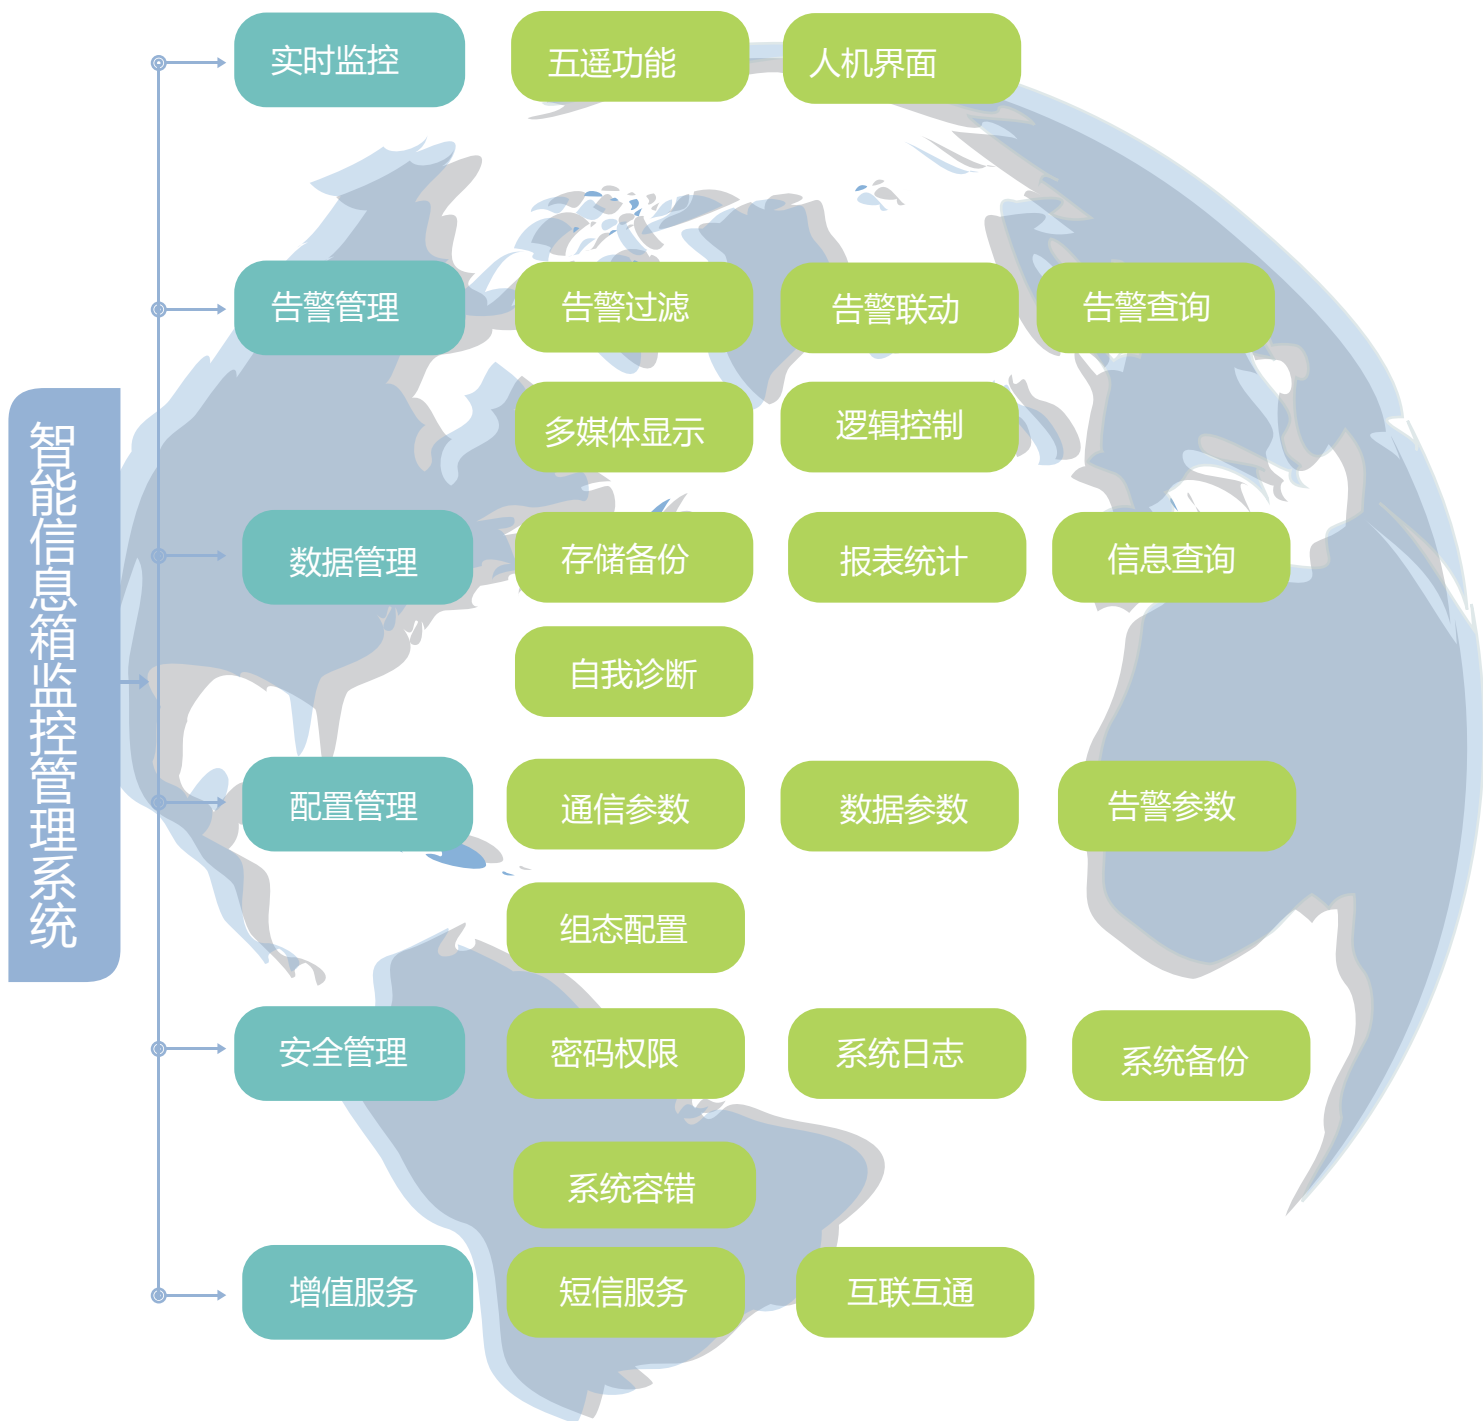 智能信息箱监控管理系统
实时监控
五遥功能
人机界面
告警管理
告警过滤
告警联动
告警查询
多媒体显示
逻辑控制
数据管理
存储备份
报表统计
信息查询
自我诊断
配置管理
通信参数
数据参数
告警参数
组态配置
安全管理
密码权限
系统日志
系统备份
系统容错
增值服务
短信服务
互联互通